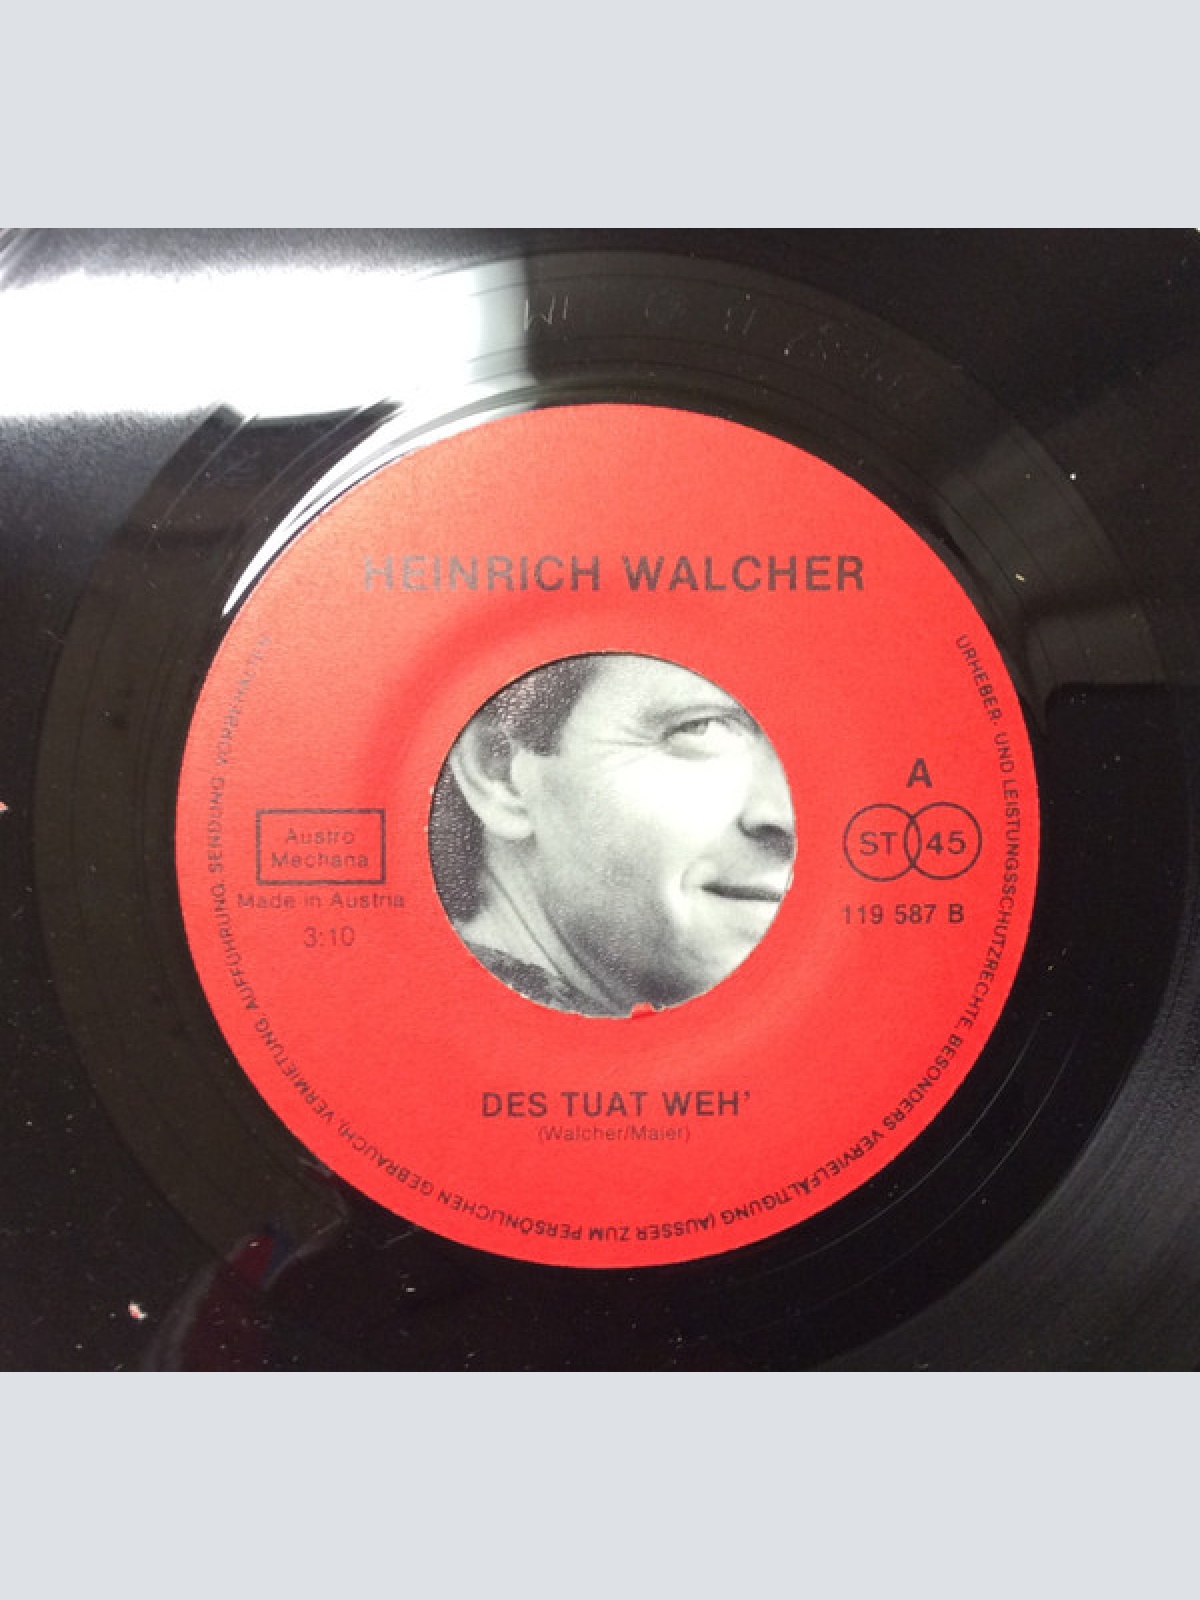 HEINRICH WALCHER
A
ST 45
119 587 B
Austro
Mechana
Made in Austria
3:10
DES TUAT WEH'
(Walcher/Maier)
URHEBER- UND LEISTUNGSSCHUTZRECHTE, BESONDERS VERVIELFÄLTIGUNG (AUSSER ZUM PERSÖNLICHEN GEBRAUCH), VERMIETUNG, AUFFÜHRUNG, SENDUNG, VORBEHALTEN